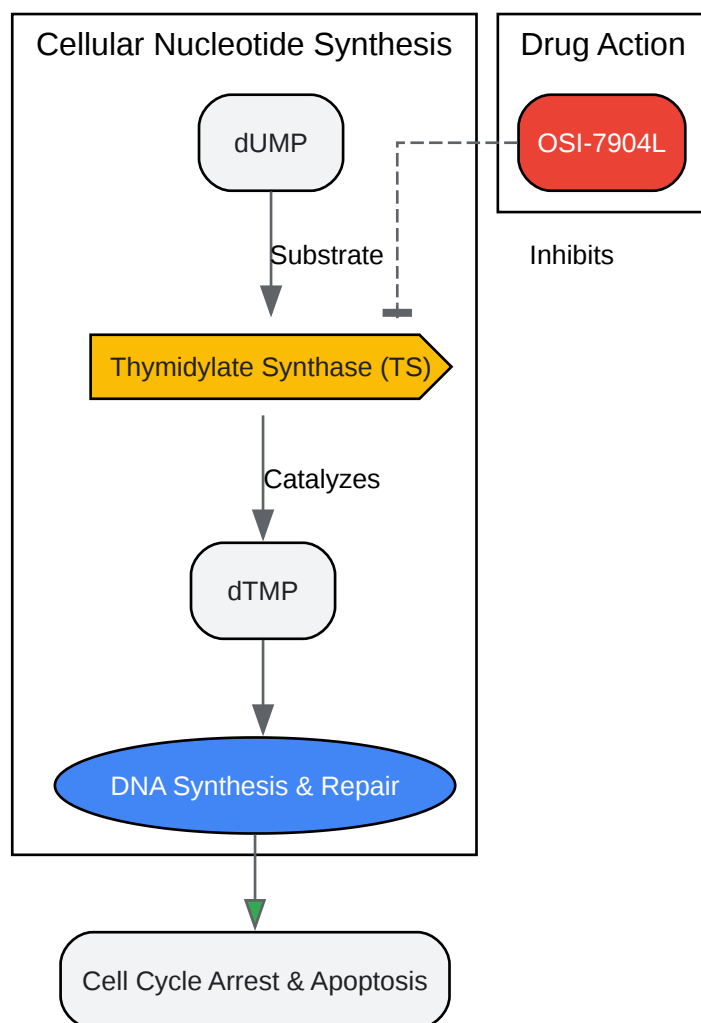 Cellular Nucleotide Synthesis
Drug Action
dUMP
OSI-7904L
Substrate
Inhibits
Thymidylate Synthase (TS)
Catalyzes
dTMP
DNA Synthesis & Repair
Cell Cycle Arrest & Apoptosis